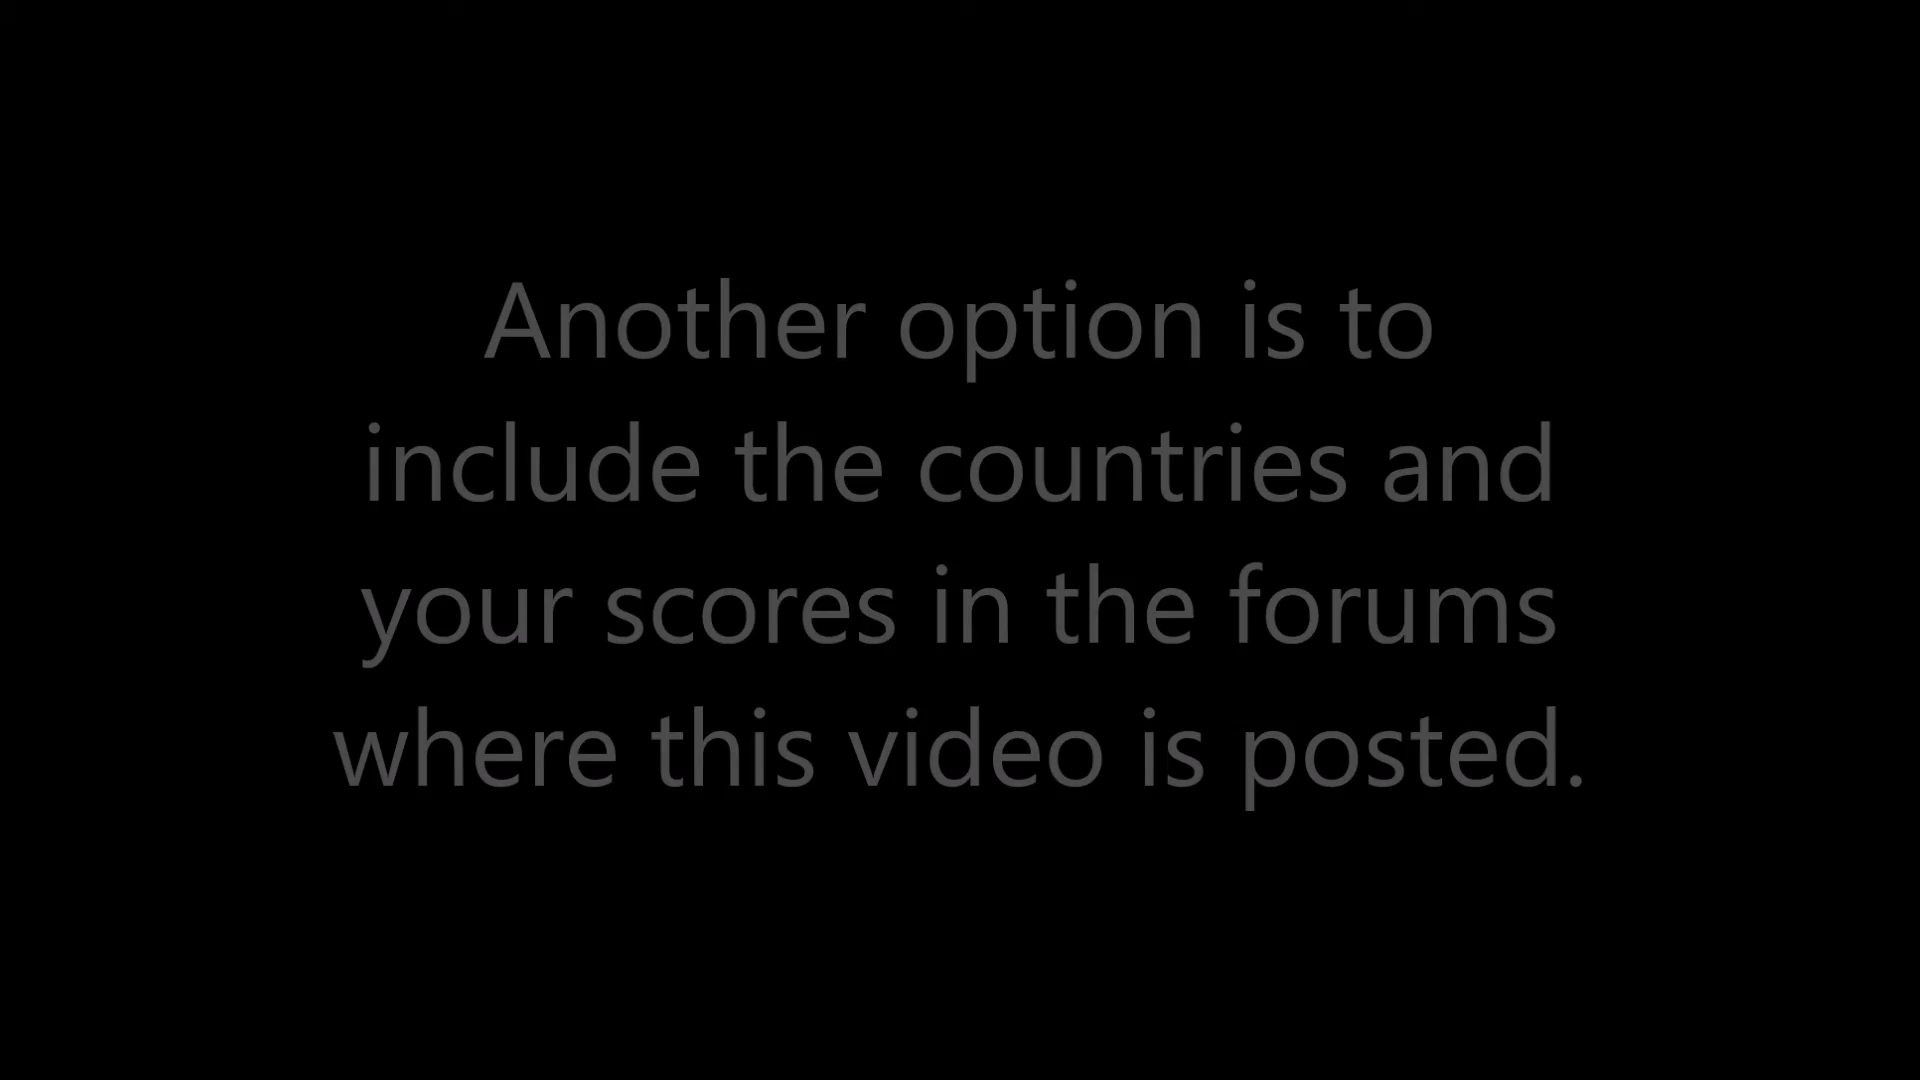 Another option is to
include the countries and
your scores in the forums
where this video is posted.